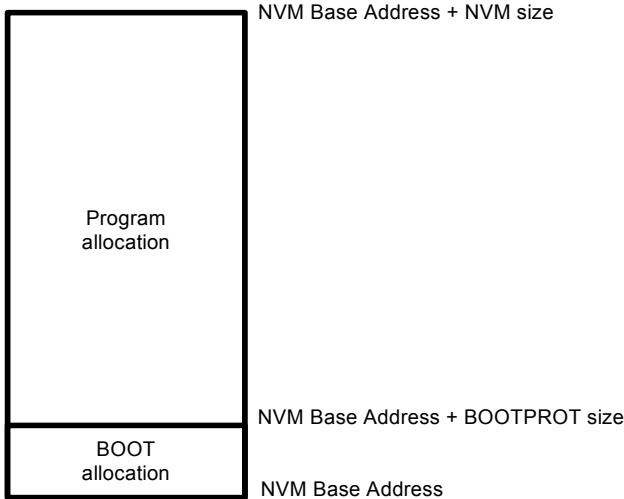 NVM Base Address + NVM size
Program
allocation
NVM Base Address + BOOTPROT size
BOOT
allocation
NVM Base Address